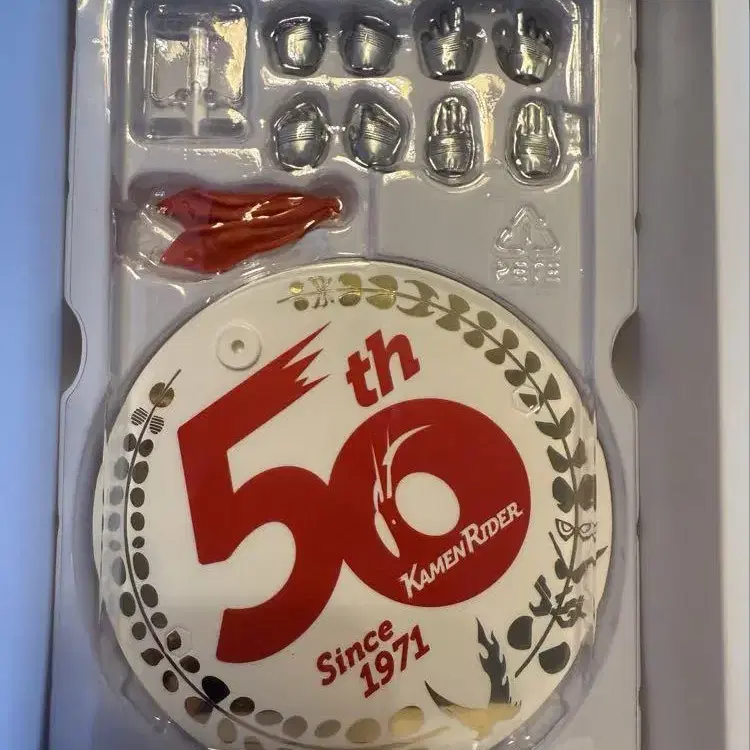 50th
KAMEN RIDER
Since
1971